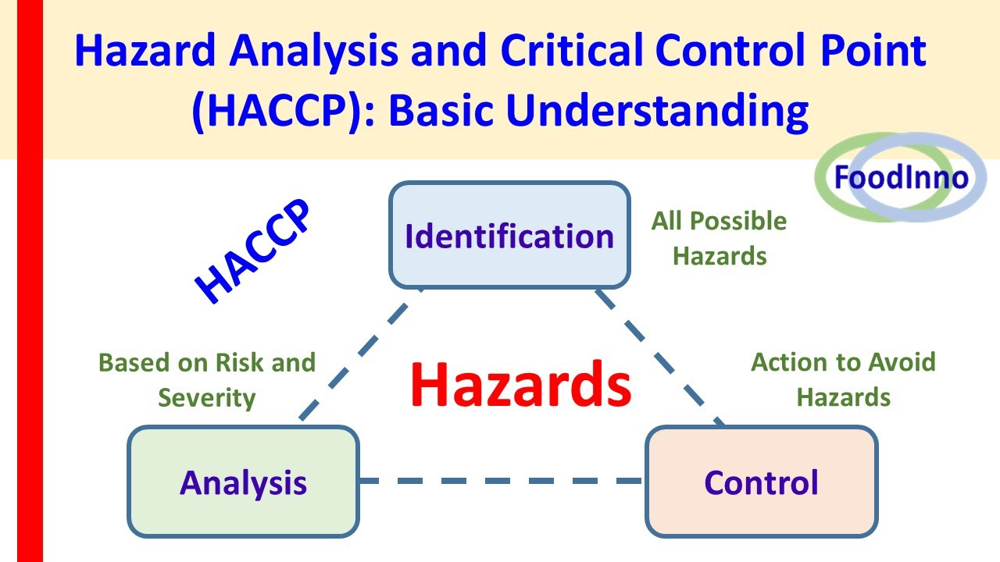 Hazard Analysis and Critical Control Point
(HACCP): Basic Understanding
FoodInno
HACCP
Identification
All Possible
Hazards
Based on Risk and
Severity
Hazards
Action to Avoid
Hazards
Analysis
Control